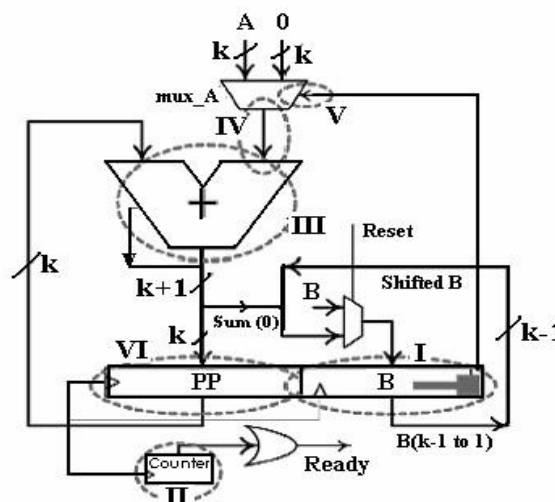 A 0
k k
mux_A
IV V
+
III
Reset
k
k+1
B
Shifted B
Sum (0)
k-1
k
VI I
PP B
B(k-1 to 1)
Counter
Ready
II